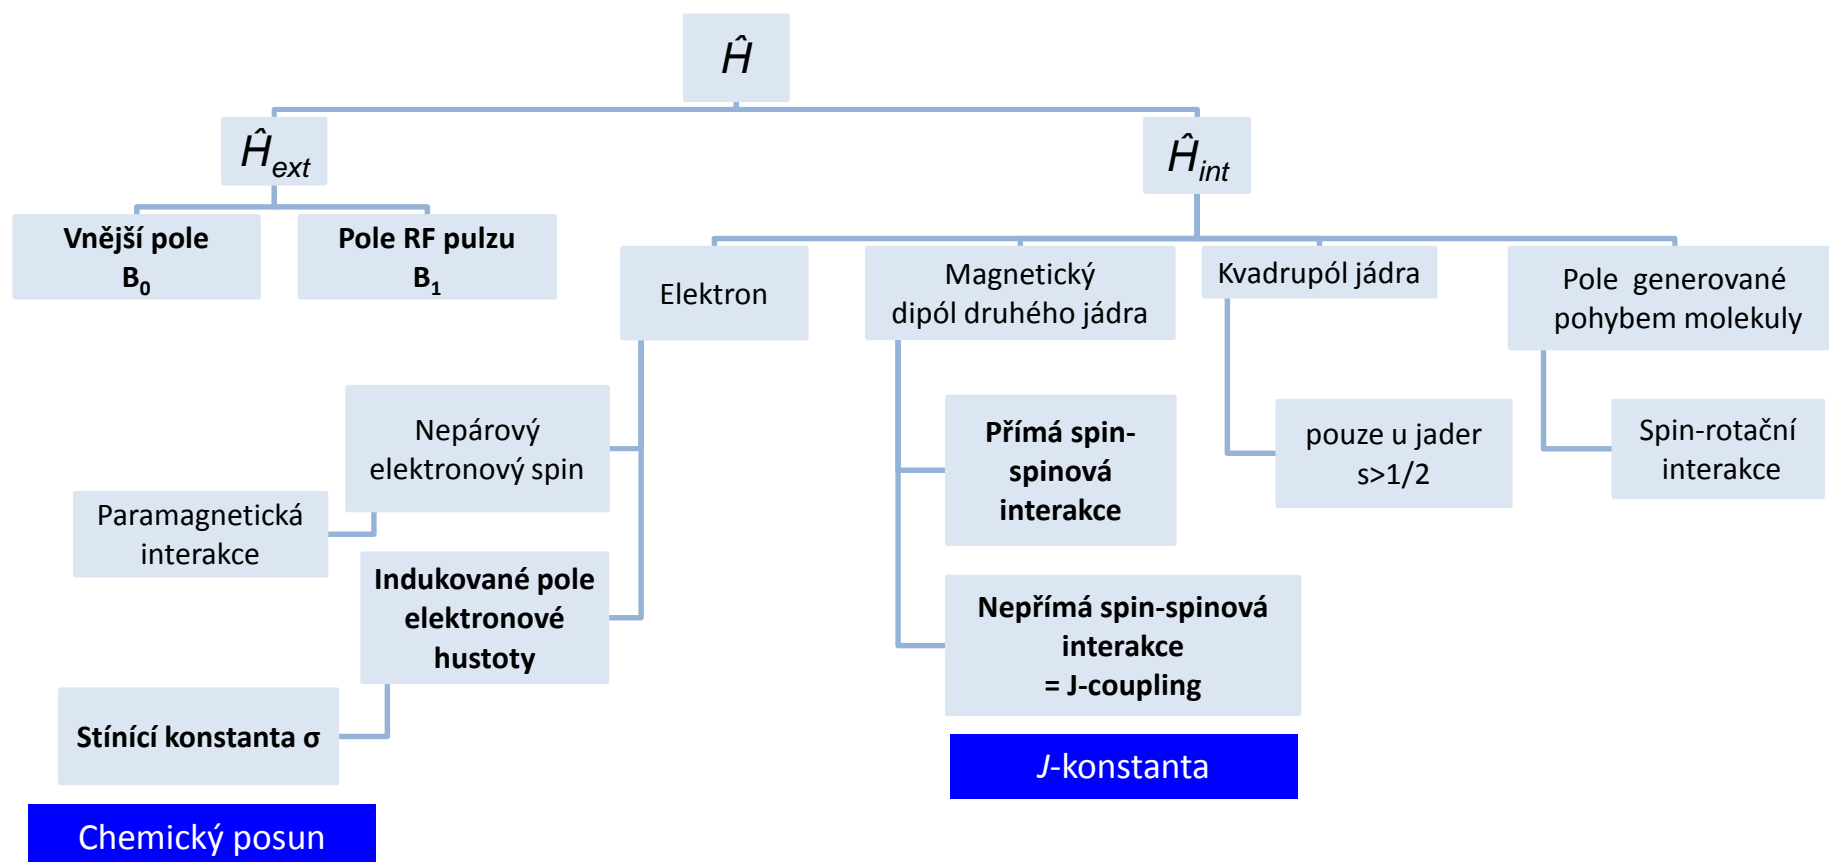 Ĥ
Ĥext
Ĥint
Vnější pole
B0
Pole RF pulzu
B1
Elektron
Magnetický
dipól druhého jádra
Kvadrupól jádra
Pole generované
pohybem molekuly
Nepárový
elektronový spin
Paramagnetická
interakce
Indukované pole
elektronové
hustoty
Stínící konstanta σ
Chemický posun
Přímá spin-
spinová
interakce
Nepřímá spin-spinová
interakce
= J-coupling
J-konstanta
pouze u jader
s>1/2
Spin-rotační
interakce